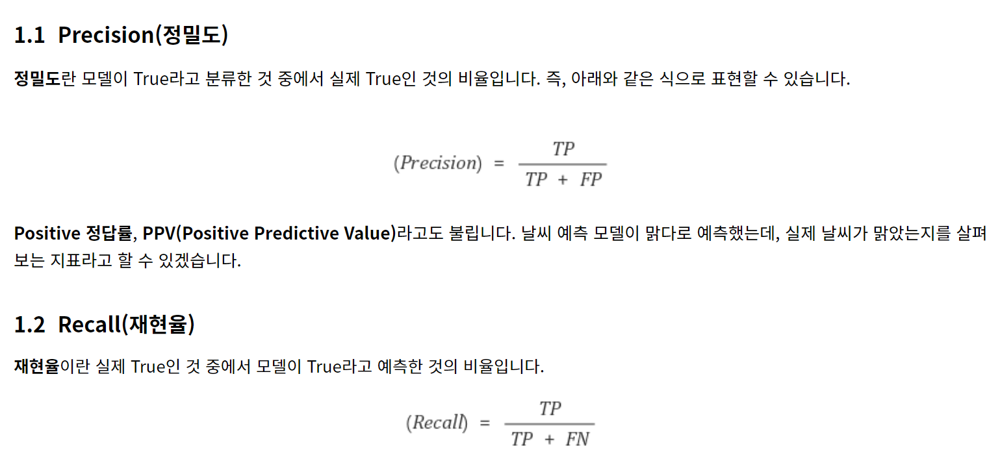 1.1 Precision(정밀도)
정밀도란 모델이 True라고 분류한 것 중에서 실제 True인 것의 비율입니다. 즉, 아래와 같은 식으로 표현할 수 있습니다.
(Precision) = TP / TP + FP
Positive 정답률, PPV(Positive Predictive Value)라고도 불립니다. 날씨 예측 모델이 맑다로 예측했는데, 실제 날씨가 맑았는지를 살펴
보는 지표라고 할 수 있겠습니다.
1.2 Recall(재현율)
재현율이란 실제 True인 것 중에서 모델이 True라고 예측한 것의 비율입니다.
(Recall) = TP / TP + FN